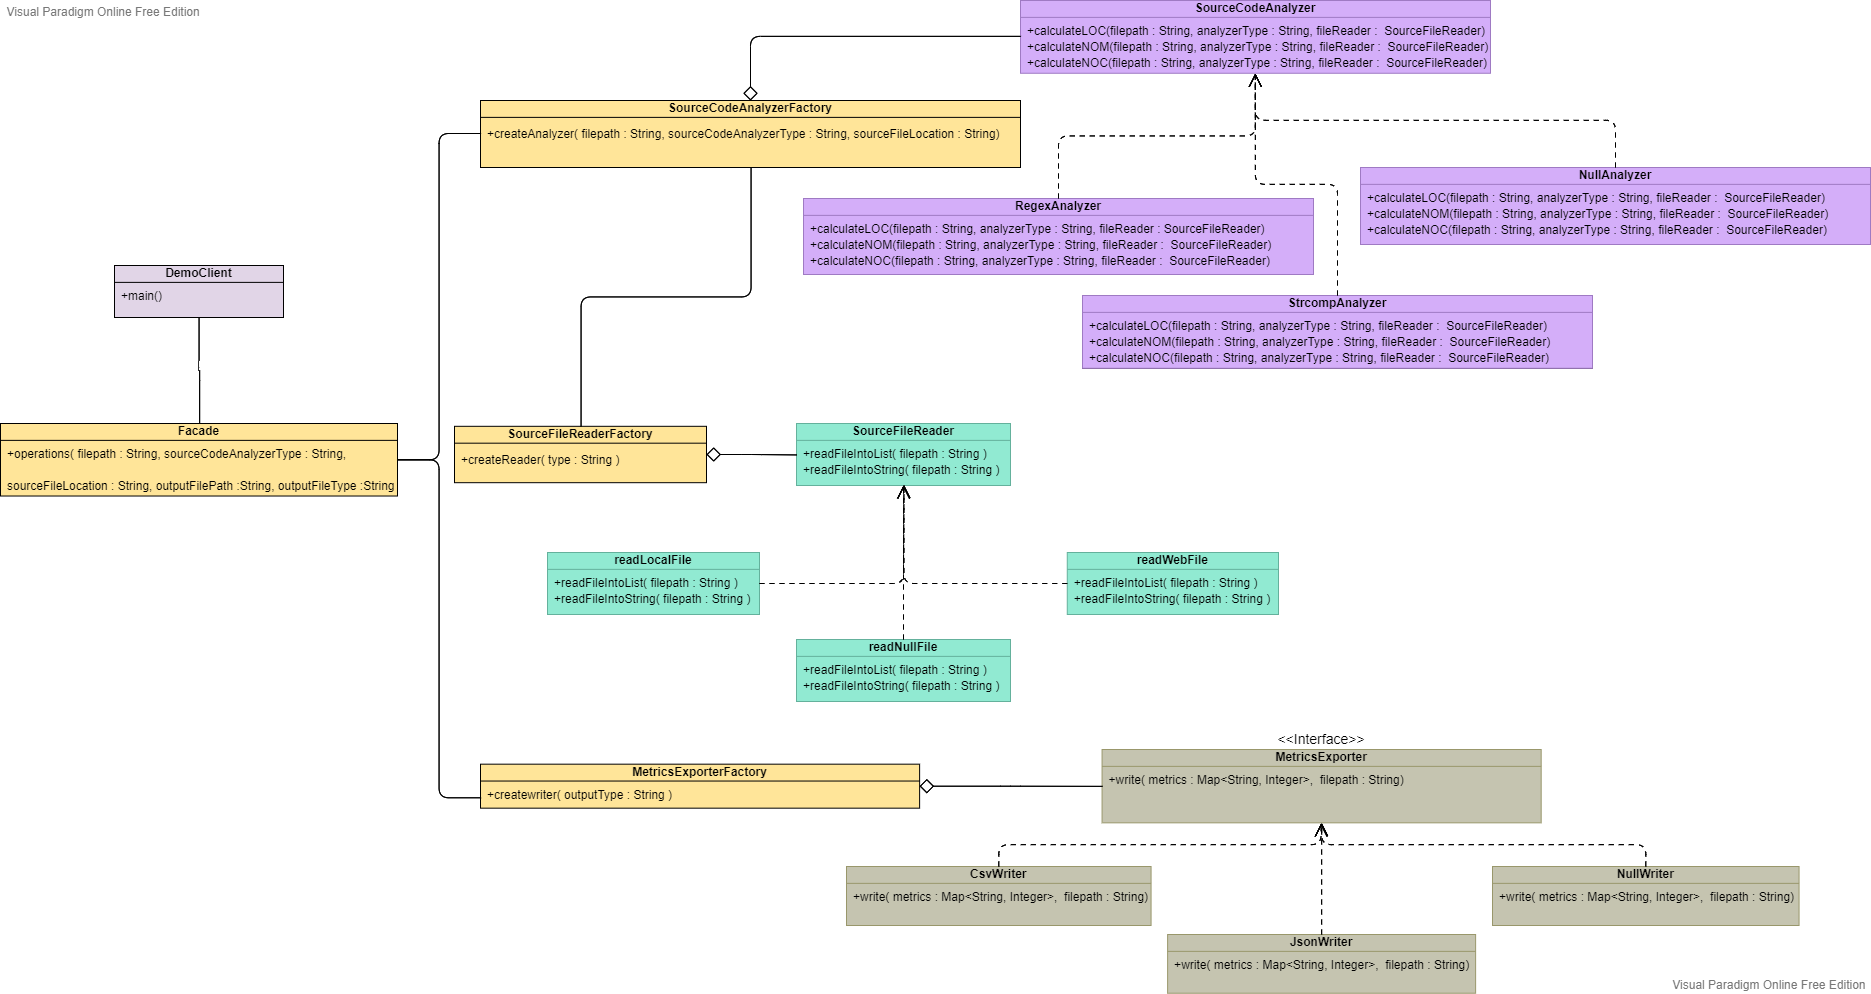 Visual Paradigm Online Free Edition
SourceCodeAnalyzer
+calculateLOC(filepath : String, analyzerType : String, fileReader :  SourceFileReader)
+calculateNOM(filepath : String, analyzerType : String, fileReader :  SourceFileReader)
+calculateNOC(filepath : String, analyzerType : String, fileReader :  SourceFileReader)
SourceCodeAnalyzerFactory
+createAnalyzer( filepath : String, sourceCodeAnalyzerType : String, sourceFileLocation : String)
NullAnalyzer
+calculateLOC(filepath : String, analyzerType : String, fileReader :  SourceFileReader)
+calculateNOM(filepath : String, analyzerType : String, fileReader :  SourceFileReader)
+calculateNOC(filepath : String, analyzerType : String, fileReader :  SourceFileReader)
RegexAnalyzer
+calculateLOC(filepath : String, analyzerType : String, fileReader : SourceFileReader)
+calculateNOM(filepath : String, analyzerType : String, fileReader :  SourceFileReader)
+calculateNOC(filepath : String, analyzerType : String, fileReader :  SourceFileReader)
DemoClient
+main()
StrcompAnalyzer
+calculateLOC(filepath : String, analyzerType : String, fileReader :  SourceFileReader)
+calculateNOM(filepath : String, analyzerType : String, fileReader :  SourceFileReader)
+calculateNOC(filepath : String, analyzerType : String, fileReader :  SourceFileReader)
Facade
+operations( filepath : String, sourceCodeAnalyzerType : String,
sourceFileLocation : String, outputFilePath :String, outputFileType :String
SourceFileReaderFactory
+createReader( type : String )
SourceFileReader
+readFileIntoList( filepath : String )
+readFileIntoString( filepath : String )
readLocalFile
+readFileIntoList( filepath : String )
+readFileIntoString( filepath : String )
readWebFile
+readFileIntoList( filepath : String )
+readFileIntoString( filepath : String )
readNullFile
+readFileIntoList( filepath : String )
+readFileIntoString( filepath : String )
<<Interface>>
MetricsExporter
+write( metrics : Map<String, Integer>,  filepath : String)
MetricsExporterFactory
+createwriter( outputType : String )
CsvWriter
+write( metrics : Map<String, Integer>,  filepath : String)
NullWriter
+write( metrics : Map<String, Integer>,  filepath : String)
JsonWriter
+write( metrics : Map<String, Integer>,  filepath : String)
Visual Paradigm Online Free Edition